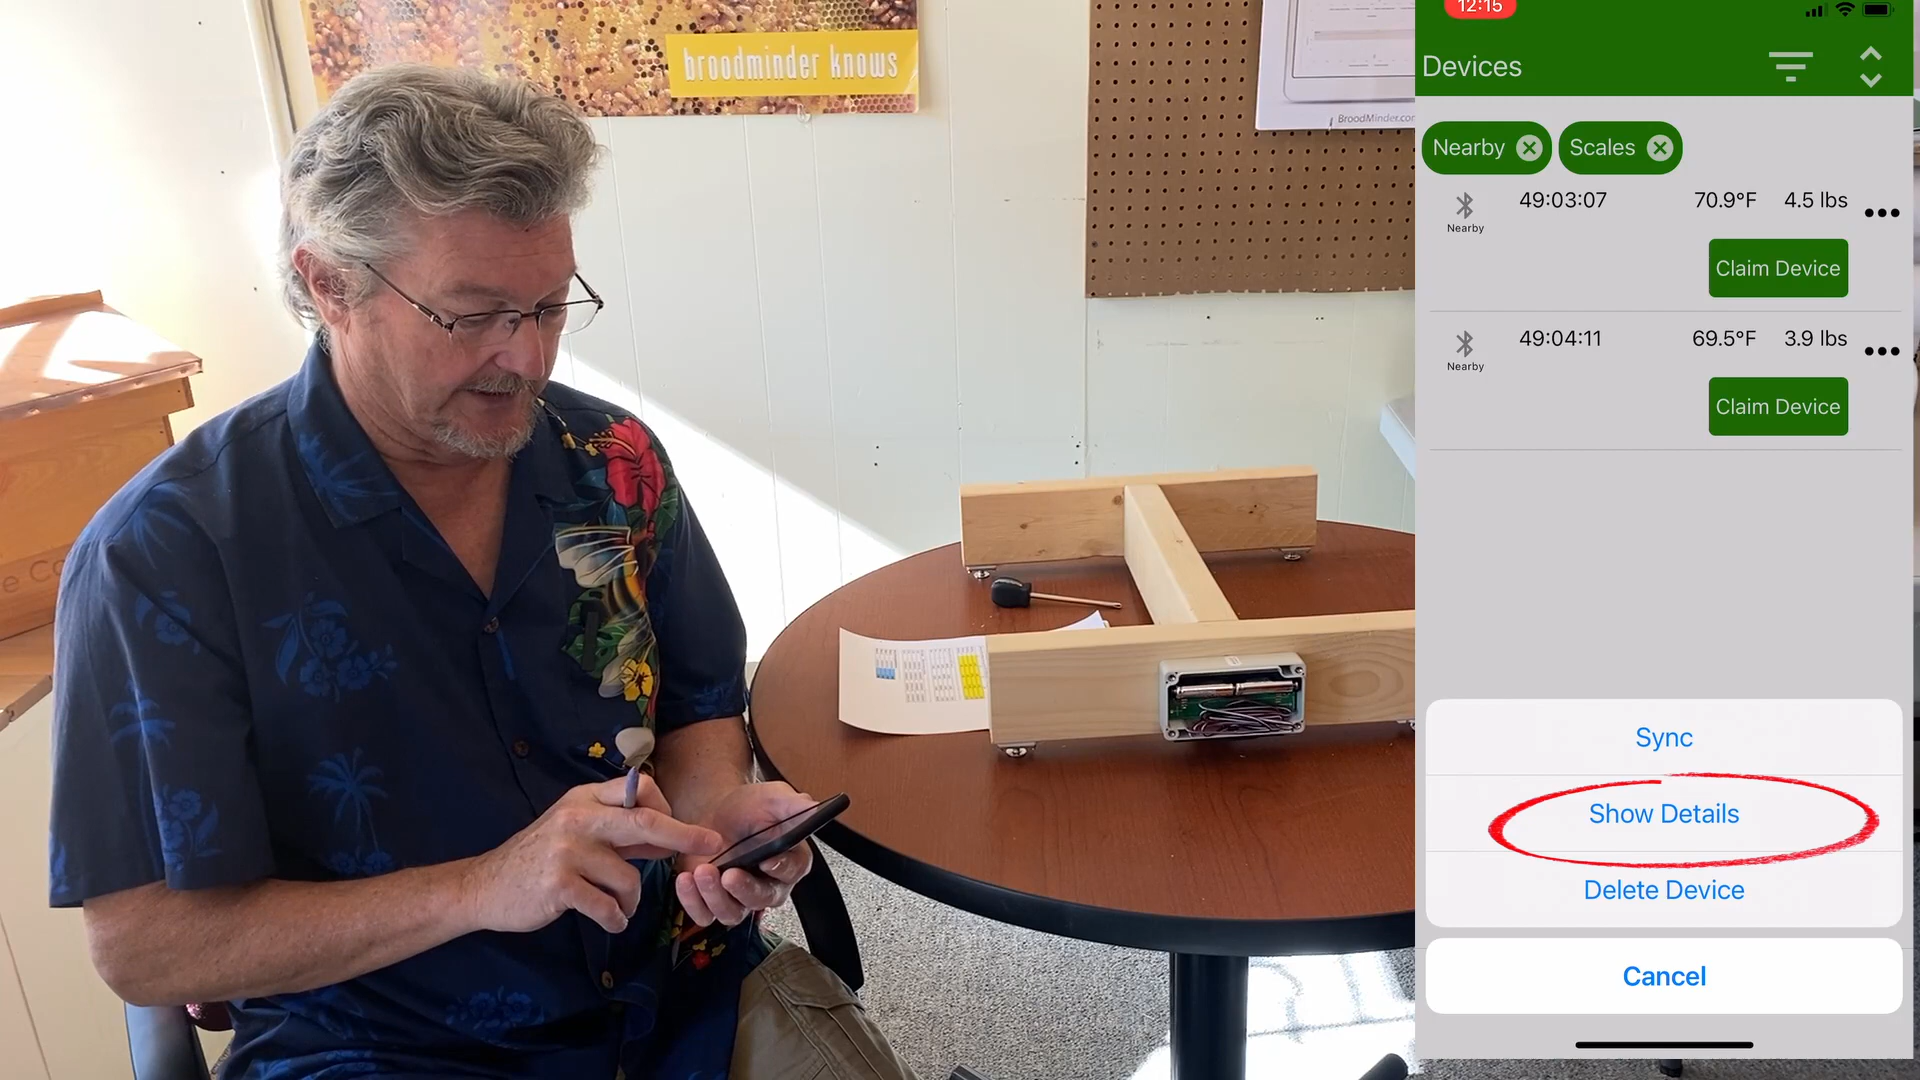 broodminder knows
BroodMinder.com
e Co
12:15
Devices
Nearby
Scales
49:03:07 70.9°F 4.5 lbs
Nearby
Claim Device
49:04:11 69.5°F 3.9 lbs
Nearby
Claim Device
Sync
Show Details
Delete Device
Cancel